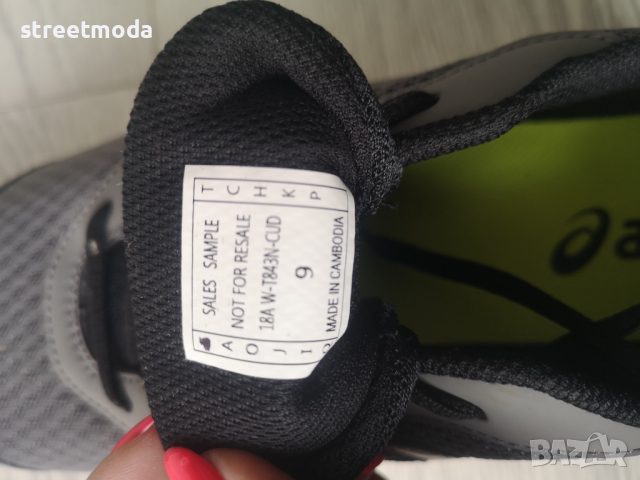 streetmoda
T C H K P
SALES SAMPLE
NOT FOR RESALE
18A W-T843N-CUD
9
MADE IN CAMBODIA
A O J I
a
BAZAR